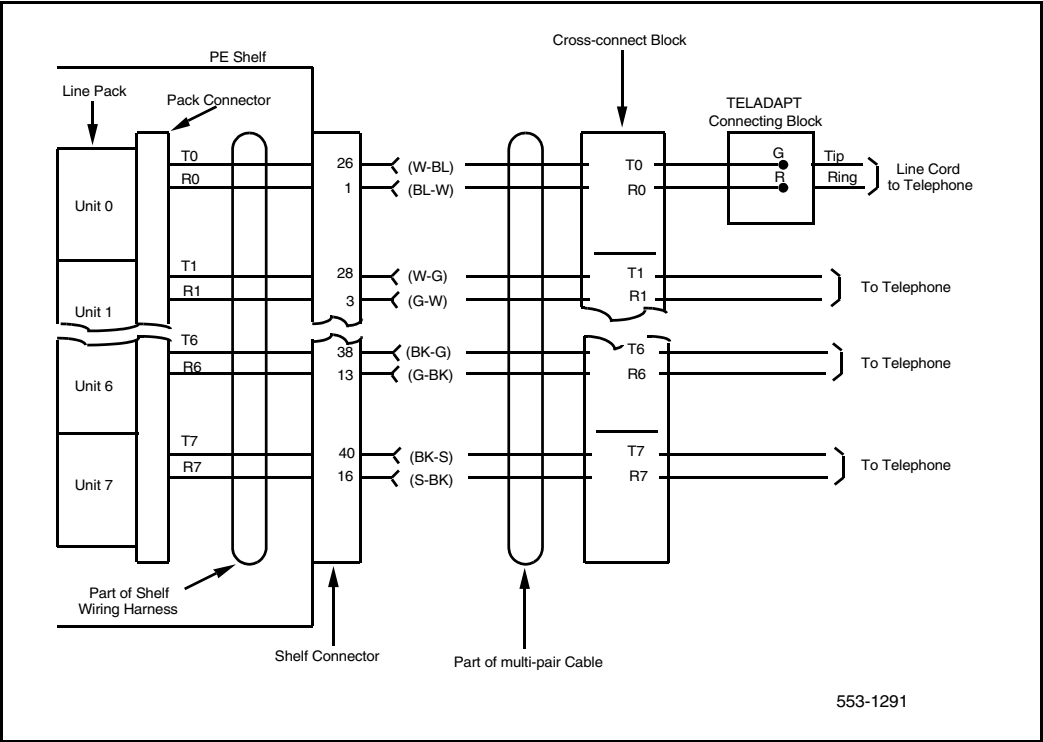 Cross-connect Block
PE Shelf
Line Pack
Pack Connector
TELADAPT
Connecting Block
T0
26
(W-BL)
T0
G
Tip
R0
1
(BL-W)
R0
R
Ring
Line Cord
to Telephone
Unit 0
T1
28
(W-G)
T1
R1
3
(G-W)
R1
To Telephone
Unit 1
T6
38
(BK-G)
T6
R6
13
(G-BK)
R6
To Telephone
Unit 6
T7
40
(BK-S)
T7
R7
16
(S-BK)
R7
To Telephone
Unit 7
Part of Shelf
Wiring Harness
Shelf Connector
Part of multi-pair Cable
553-1291